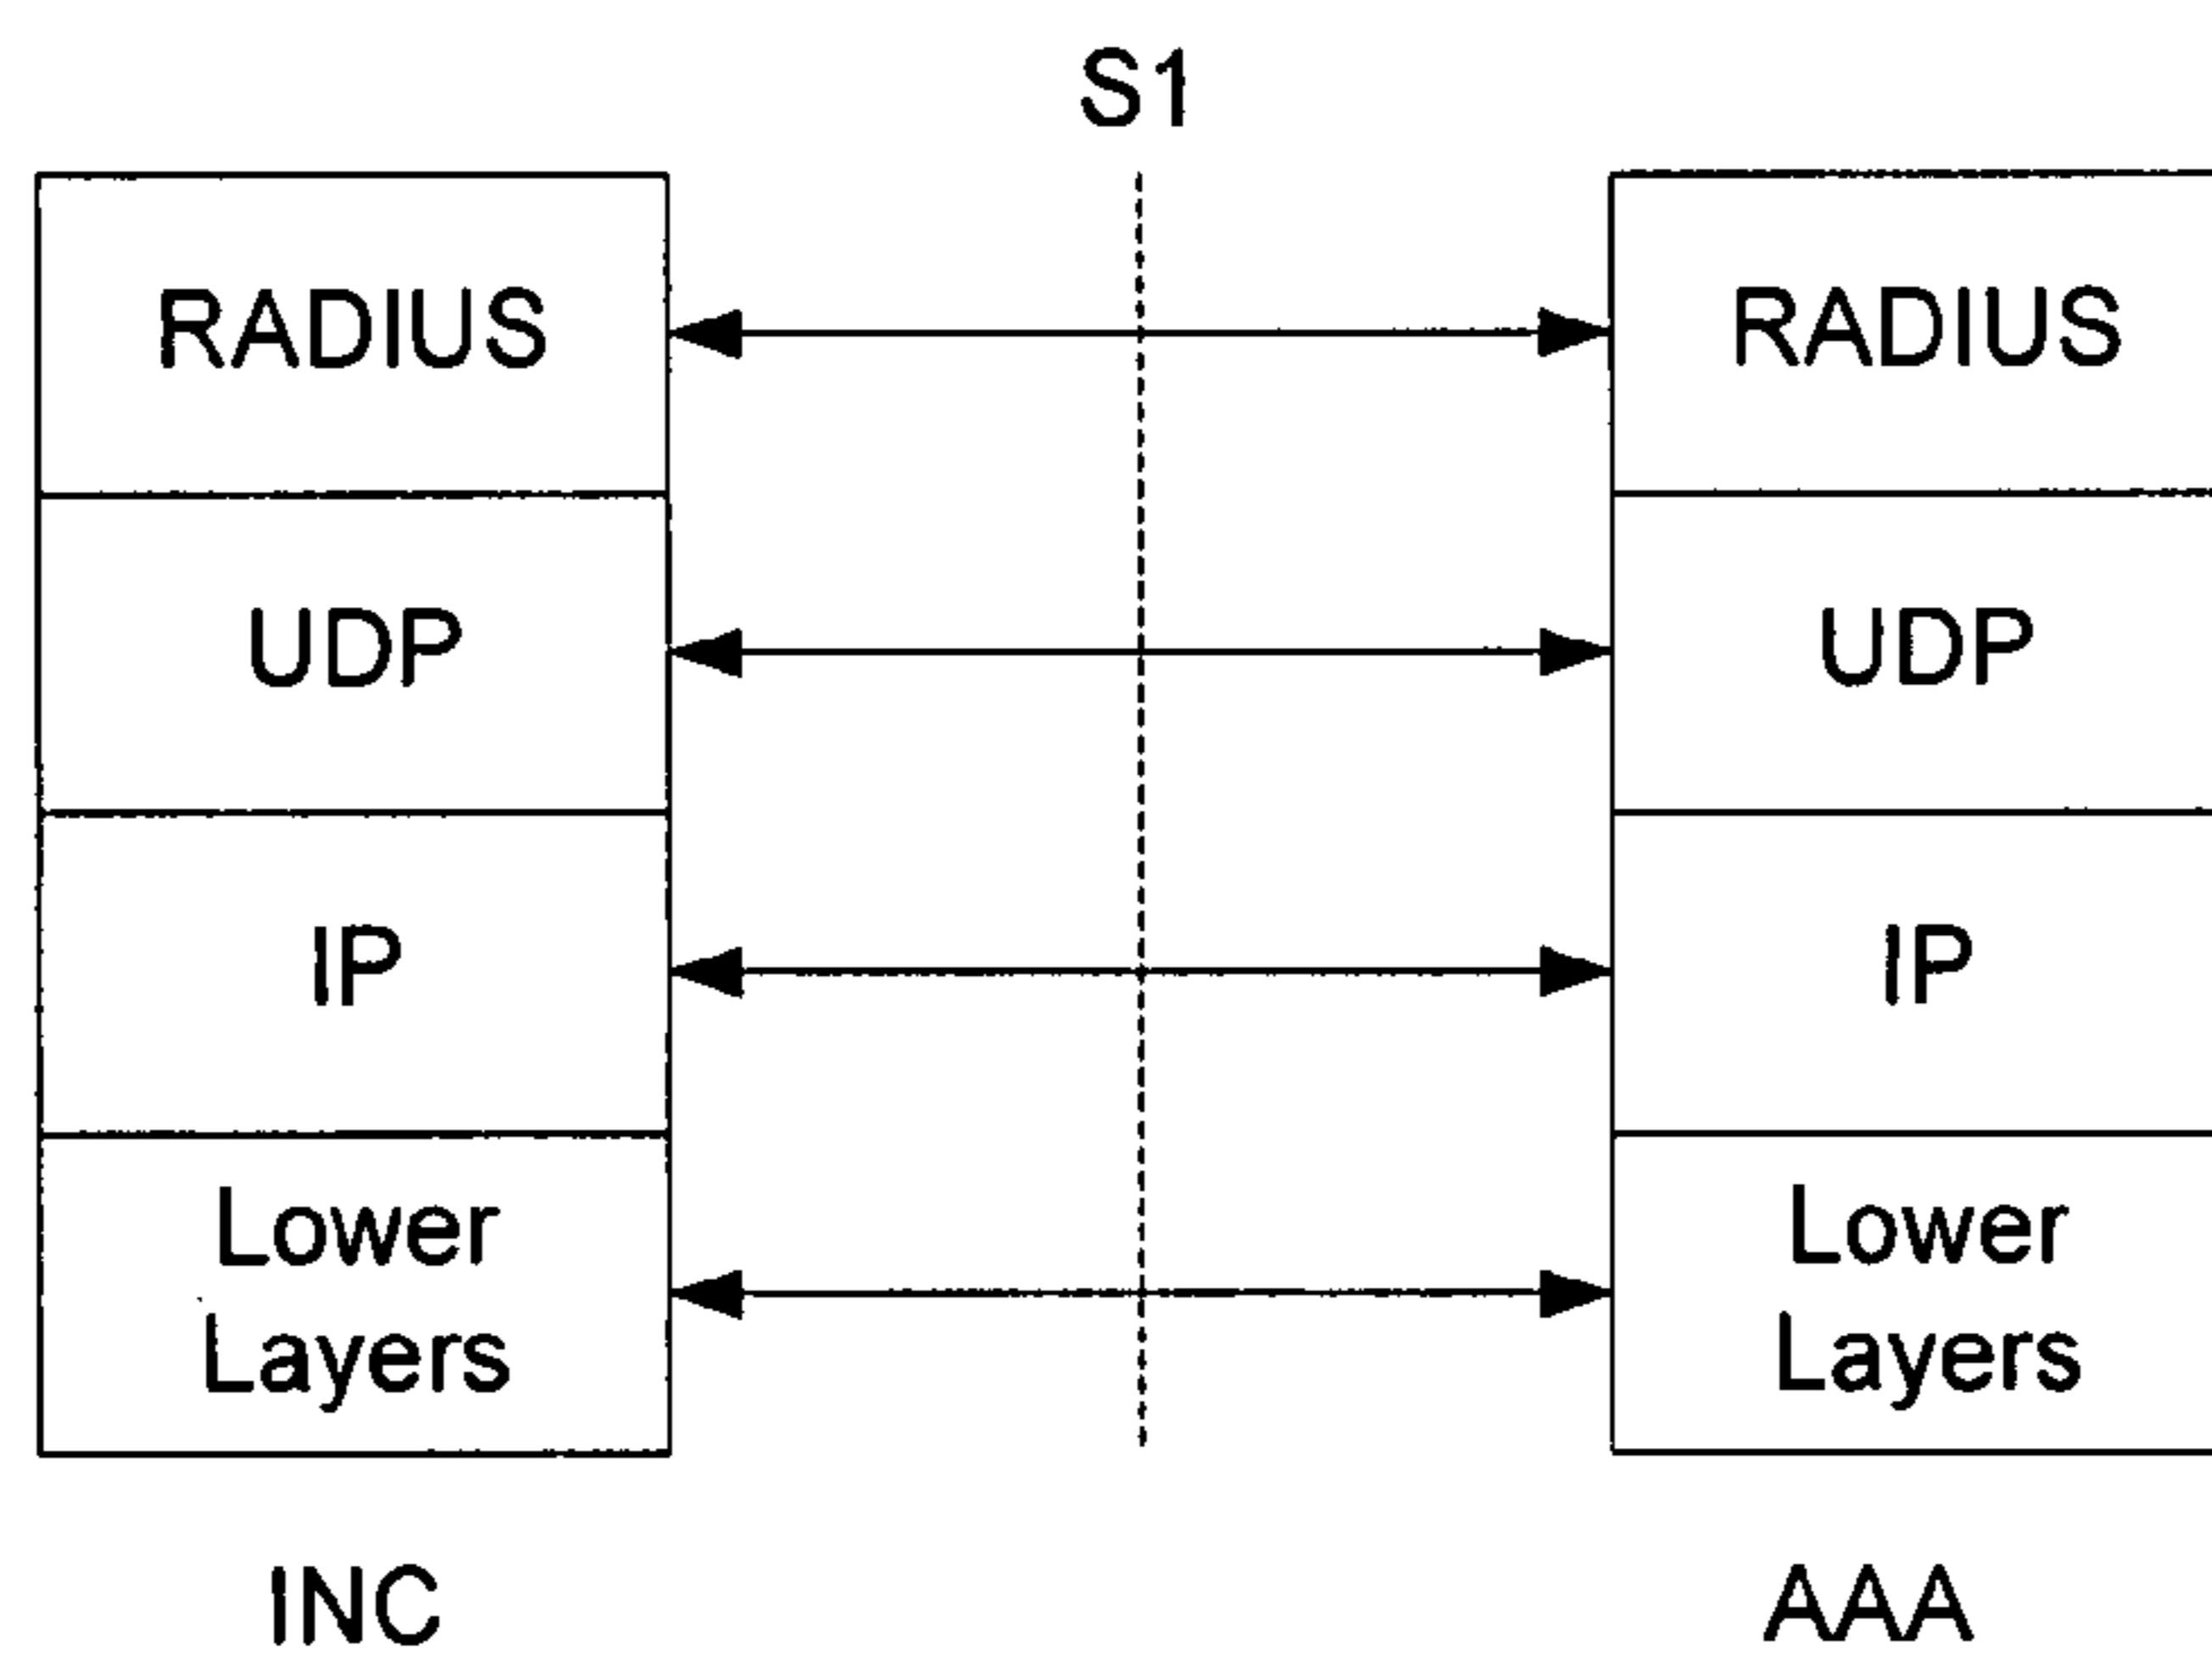 S1
RADIUS
RADIUS
UDP
UDP
IP
IP
Lower
Layers
Lower
Layers
INC
AAA